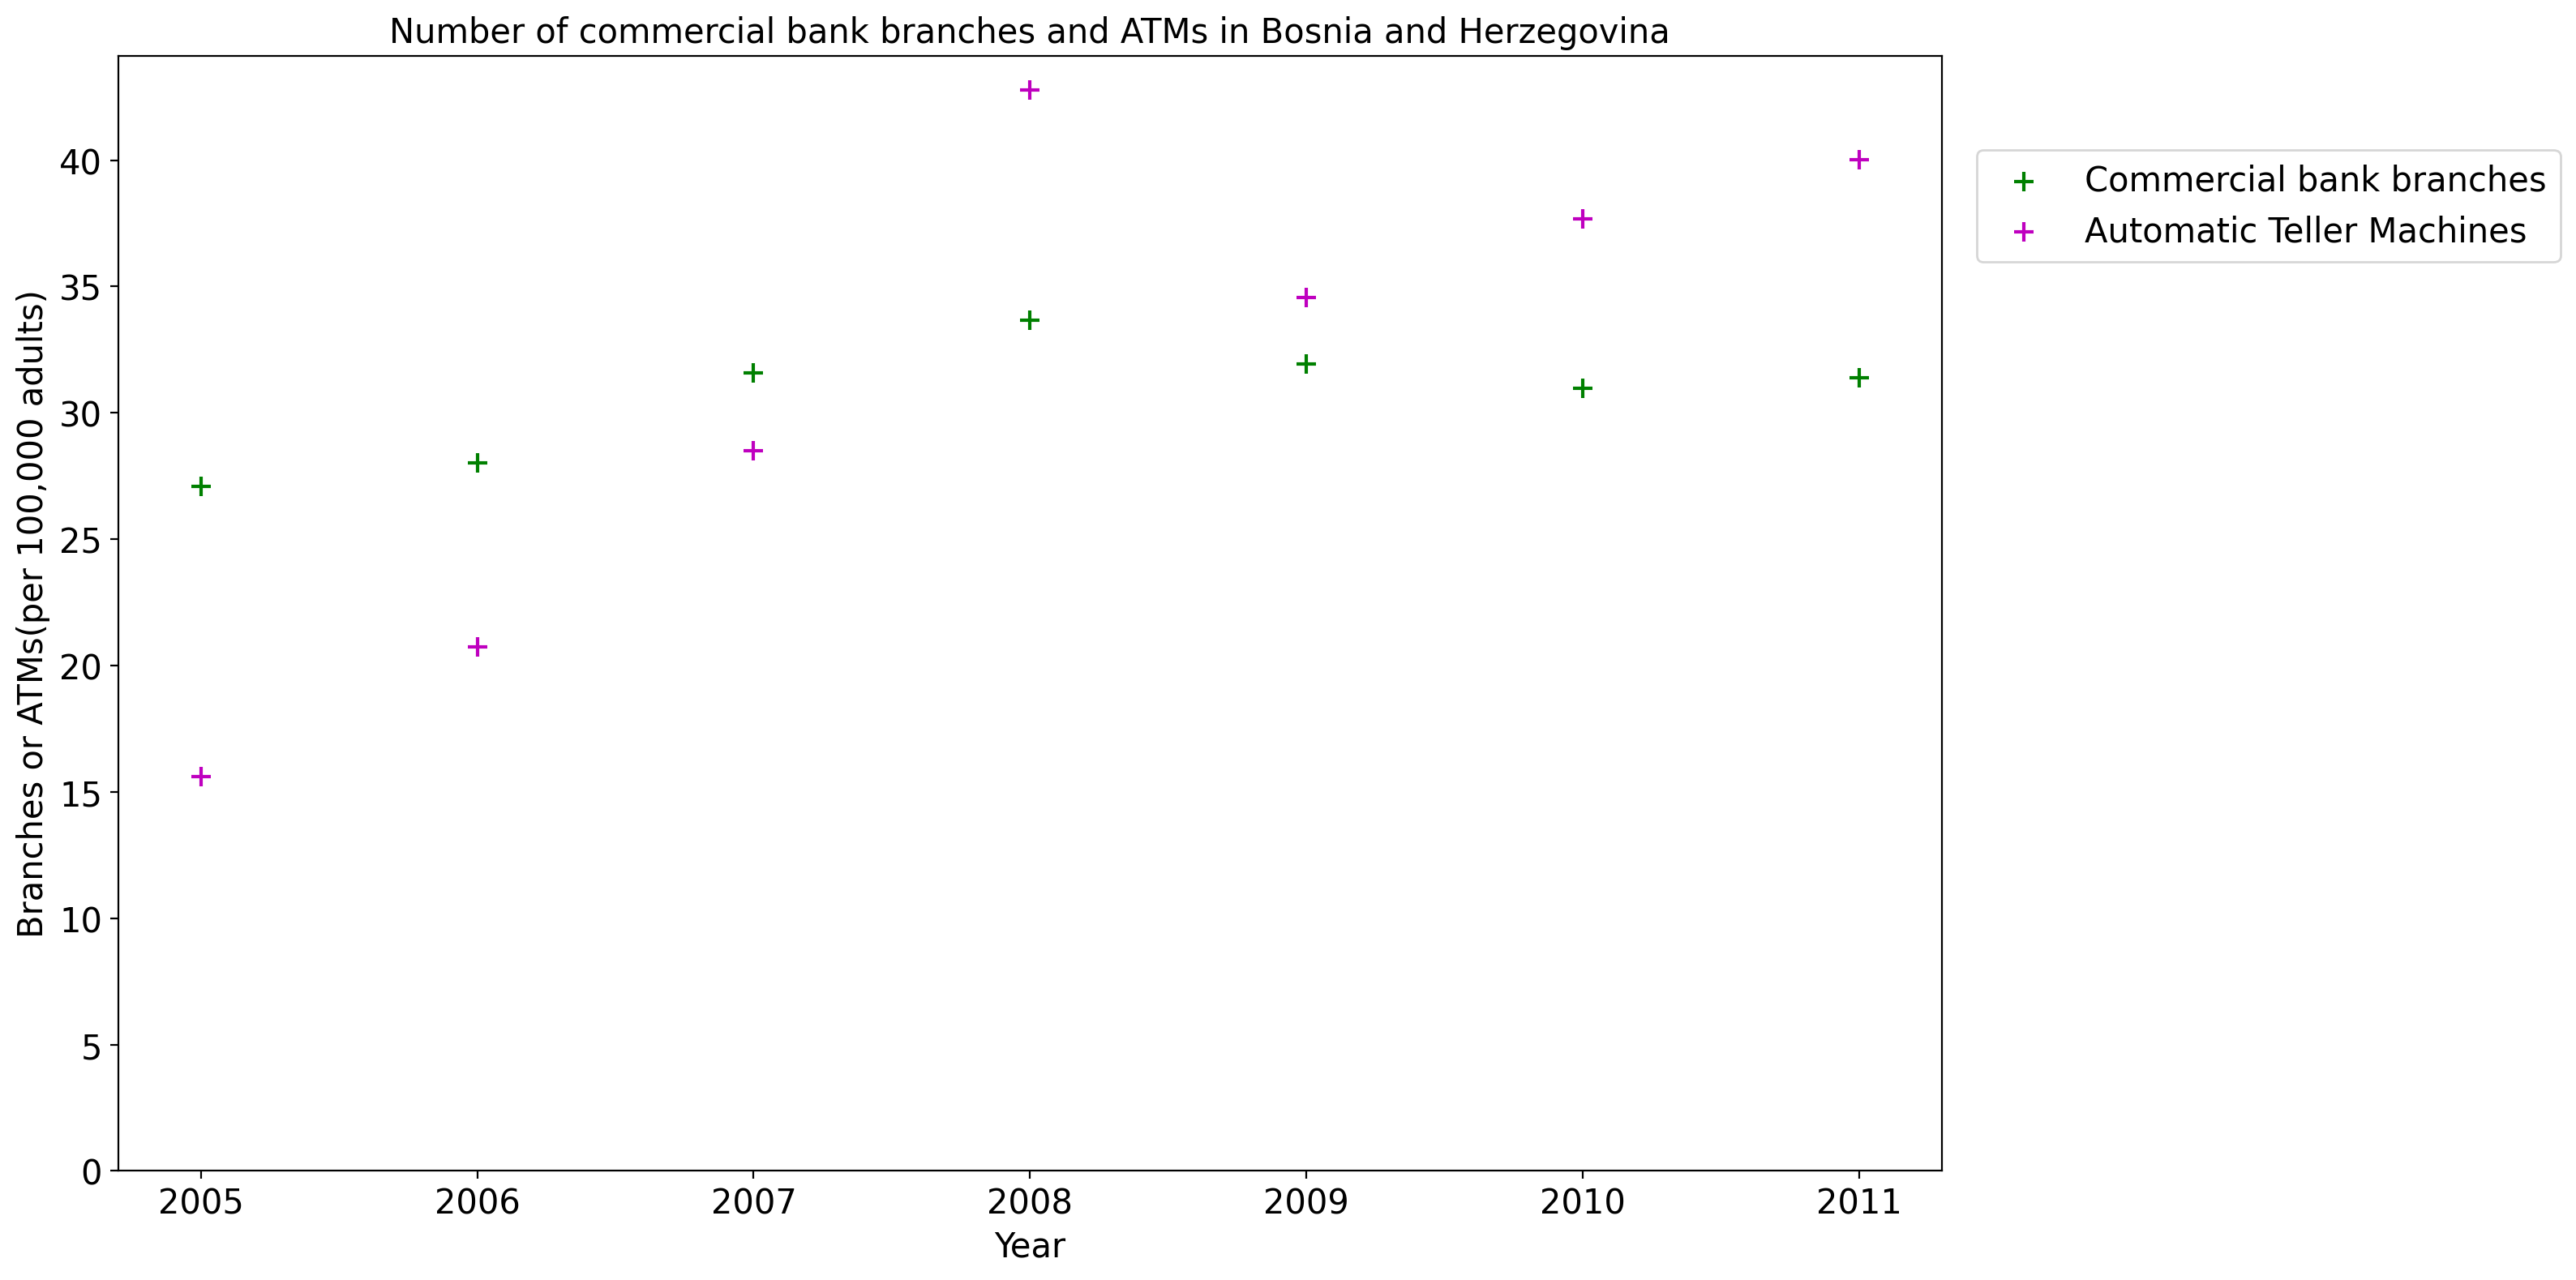 Number of commercial bank branches and ATMs in Bosnia and Herzegovina
Branches or ATMs(per 100,000 adults)
40
35
30
25
20
15
10
5
0
2005 2006 2007 2008 2009 2010 2011
Year
Commercial bank branches
Automatic Teller Machines